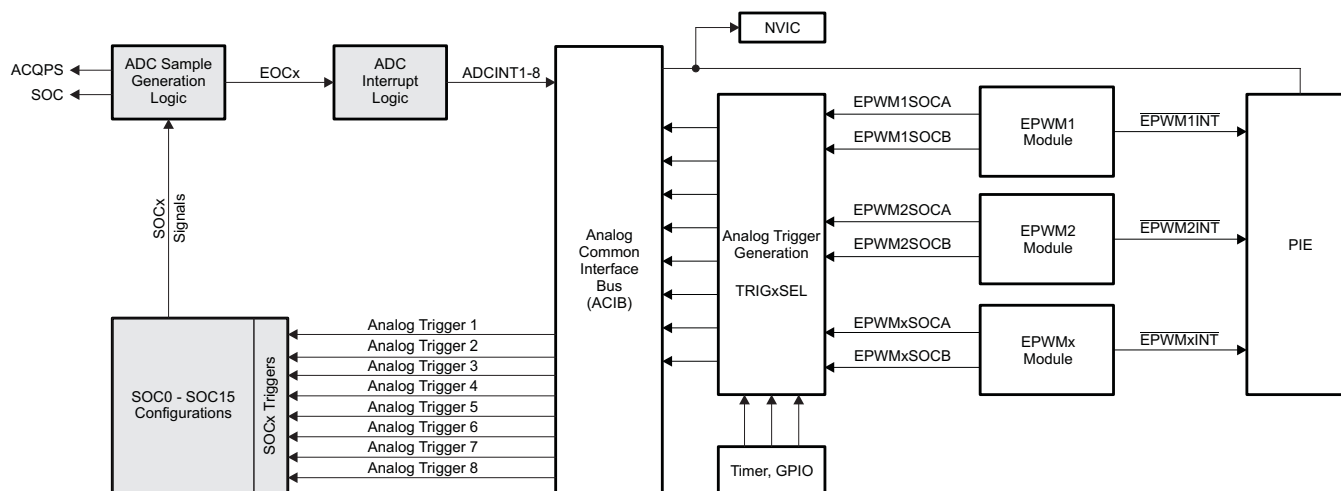 NVIC
ACQPS
SOC
ADC Sample
Generation
Logic
EOCx
ADC
Interrupt
Logic
ADCINT1-8
SOCx
Signals
SOC0 - SOC15
Configurations
SOCx Triggers
Analog Trigger 1
Analog Trigger 2
Analog Trigger 3
Analog Trigger 4
Analog Trigger 5
Analog Trigger 6
Analog Trigger 7
Analog Trigger 8
Analog
Common
Interface
Bus
(ACIB)
Analog Trigger
Generation
TRIGxSEL
Timer, GPIO
EPWM1SOCA
EPWM1SOCB
EPWM2SOCA
EPWM2SOCB
EPWMxSOCA
EPWMxSOCB
EPWM1
Module
EPWM2
Module
EPWMx
Module
EPWM1INT
EPWM2INT
EPWMxINT
PIE